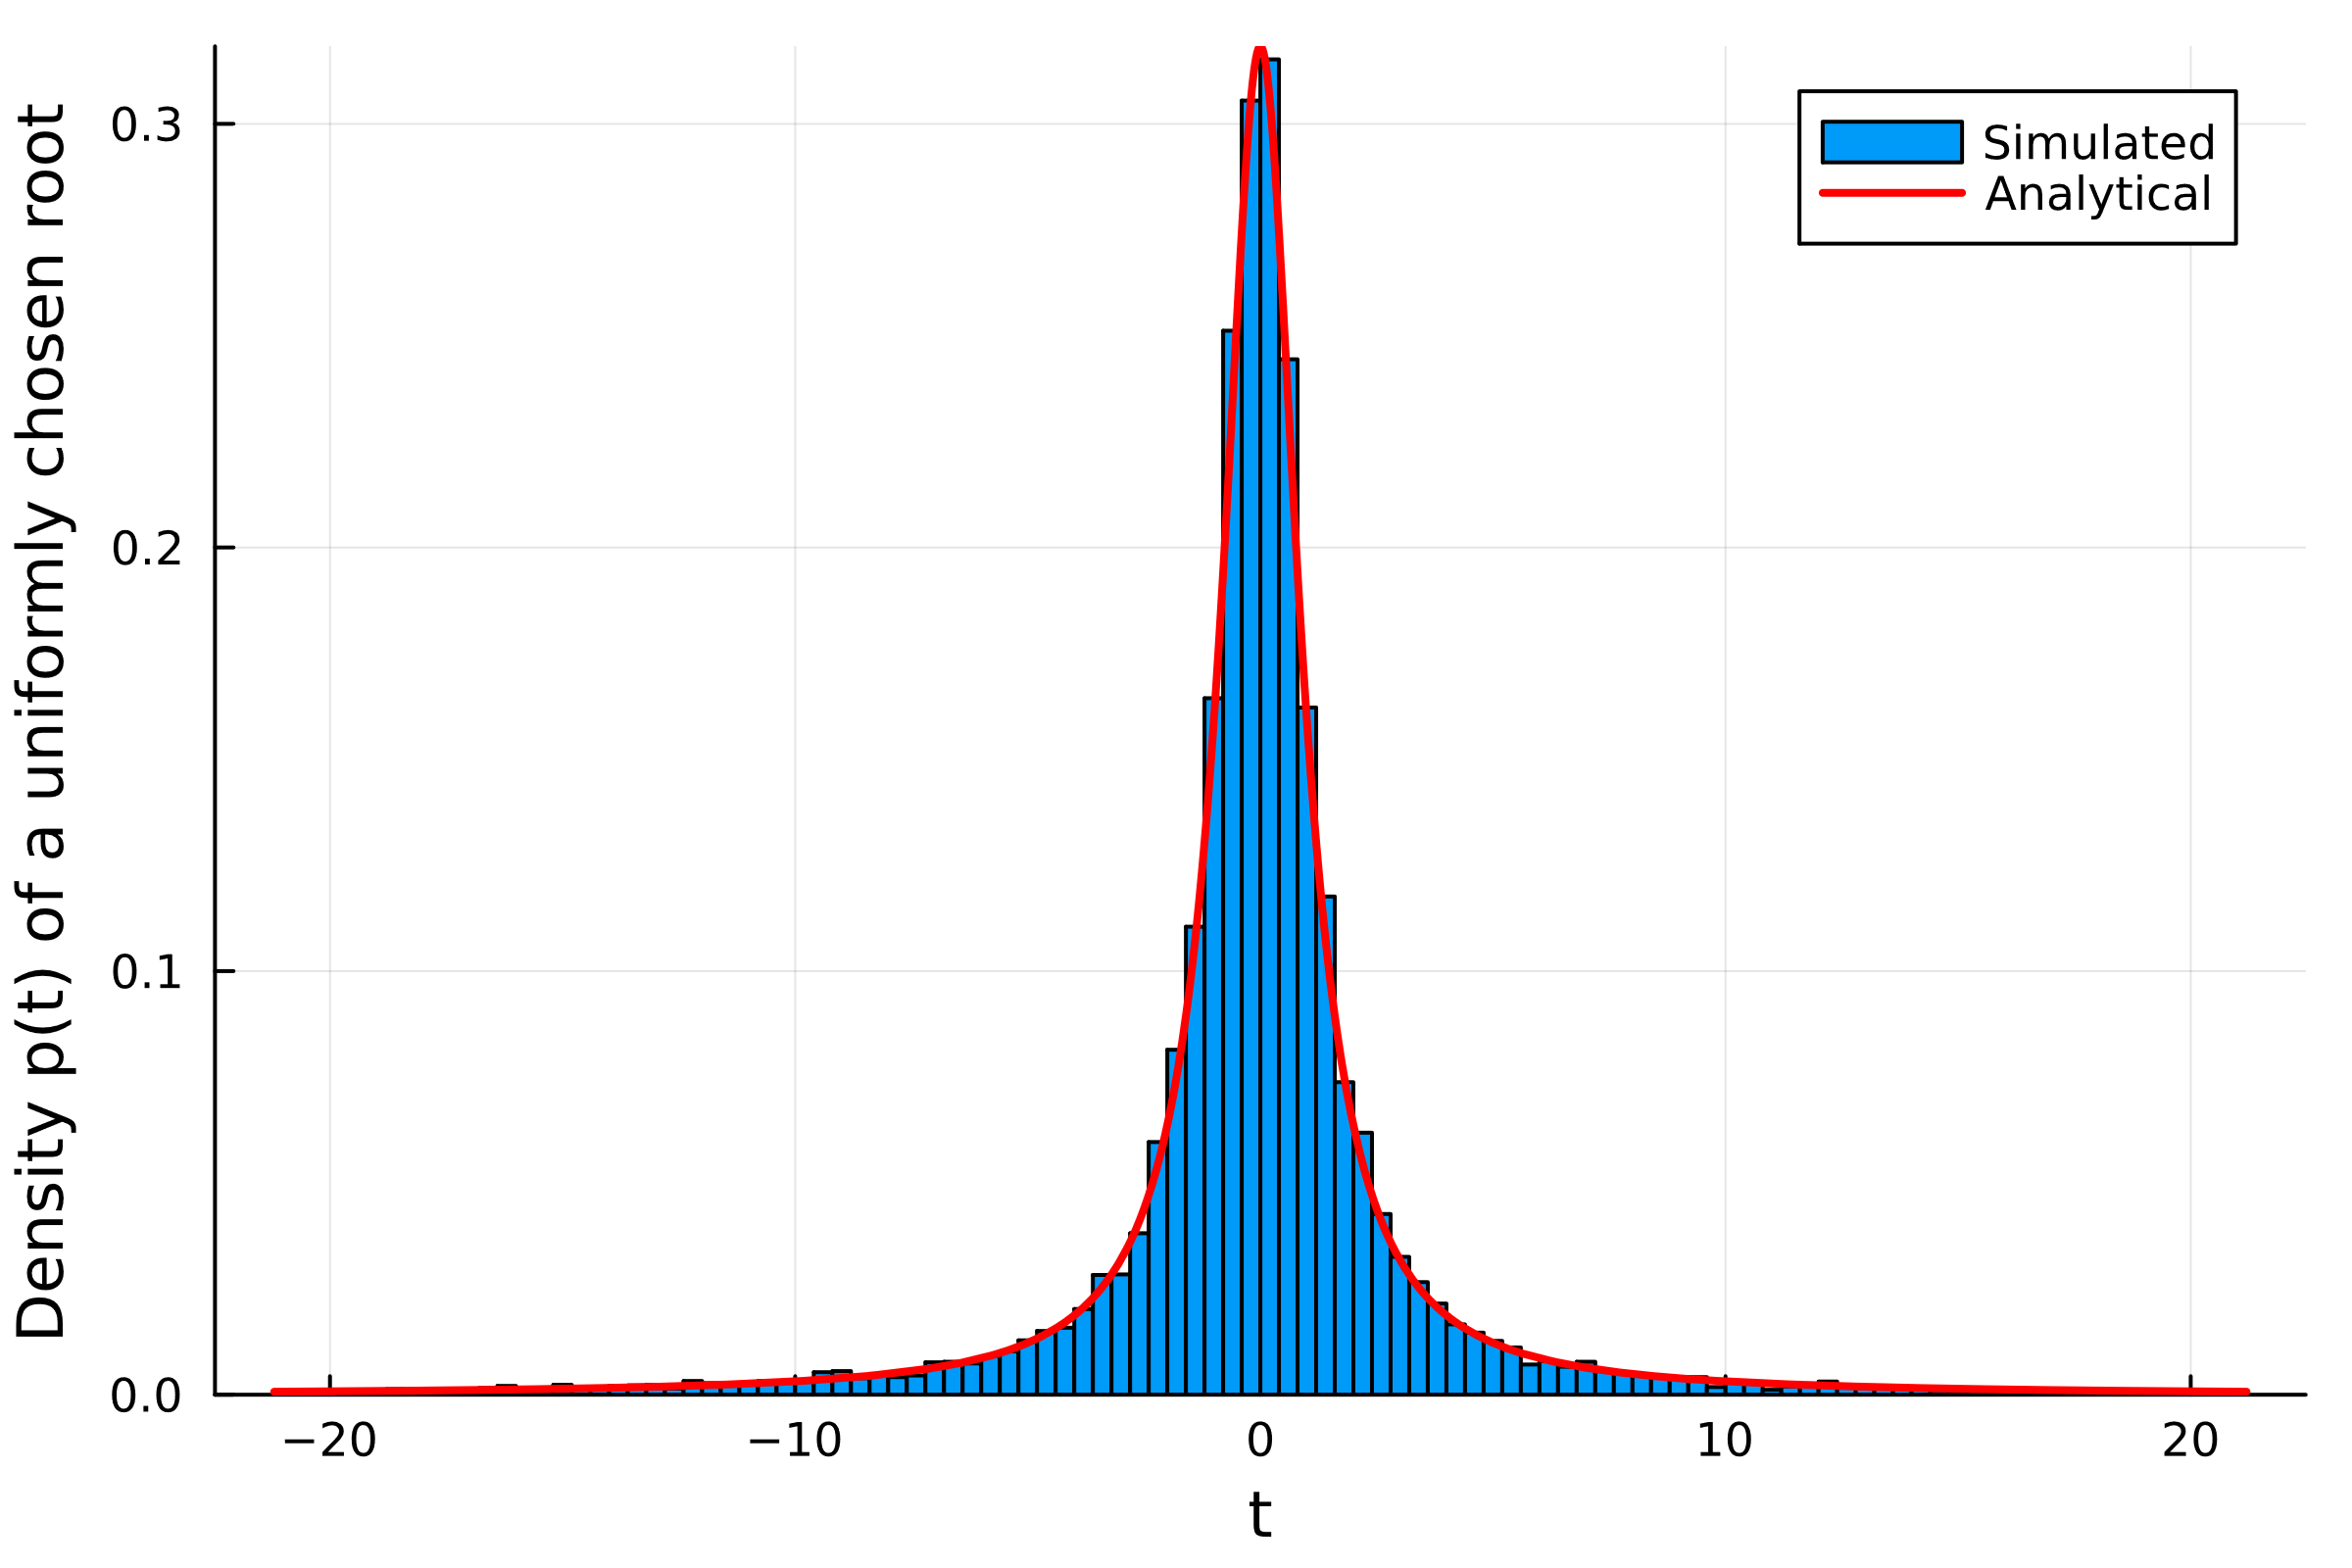 Density p(t) of a uniformly chosen root
0.3
0.2
0.1
0.0
−20
−10
0
10
20
t
Simulated
Analytical